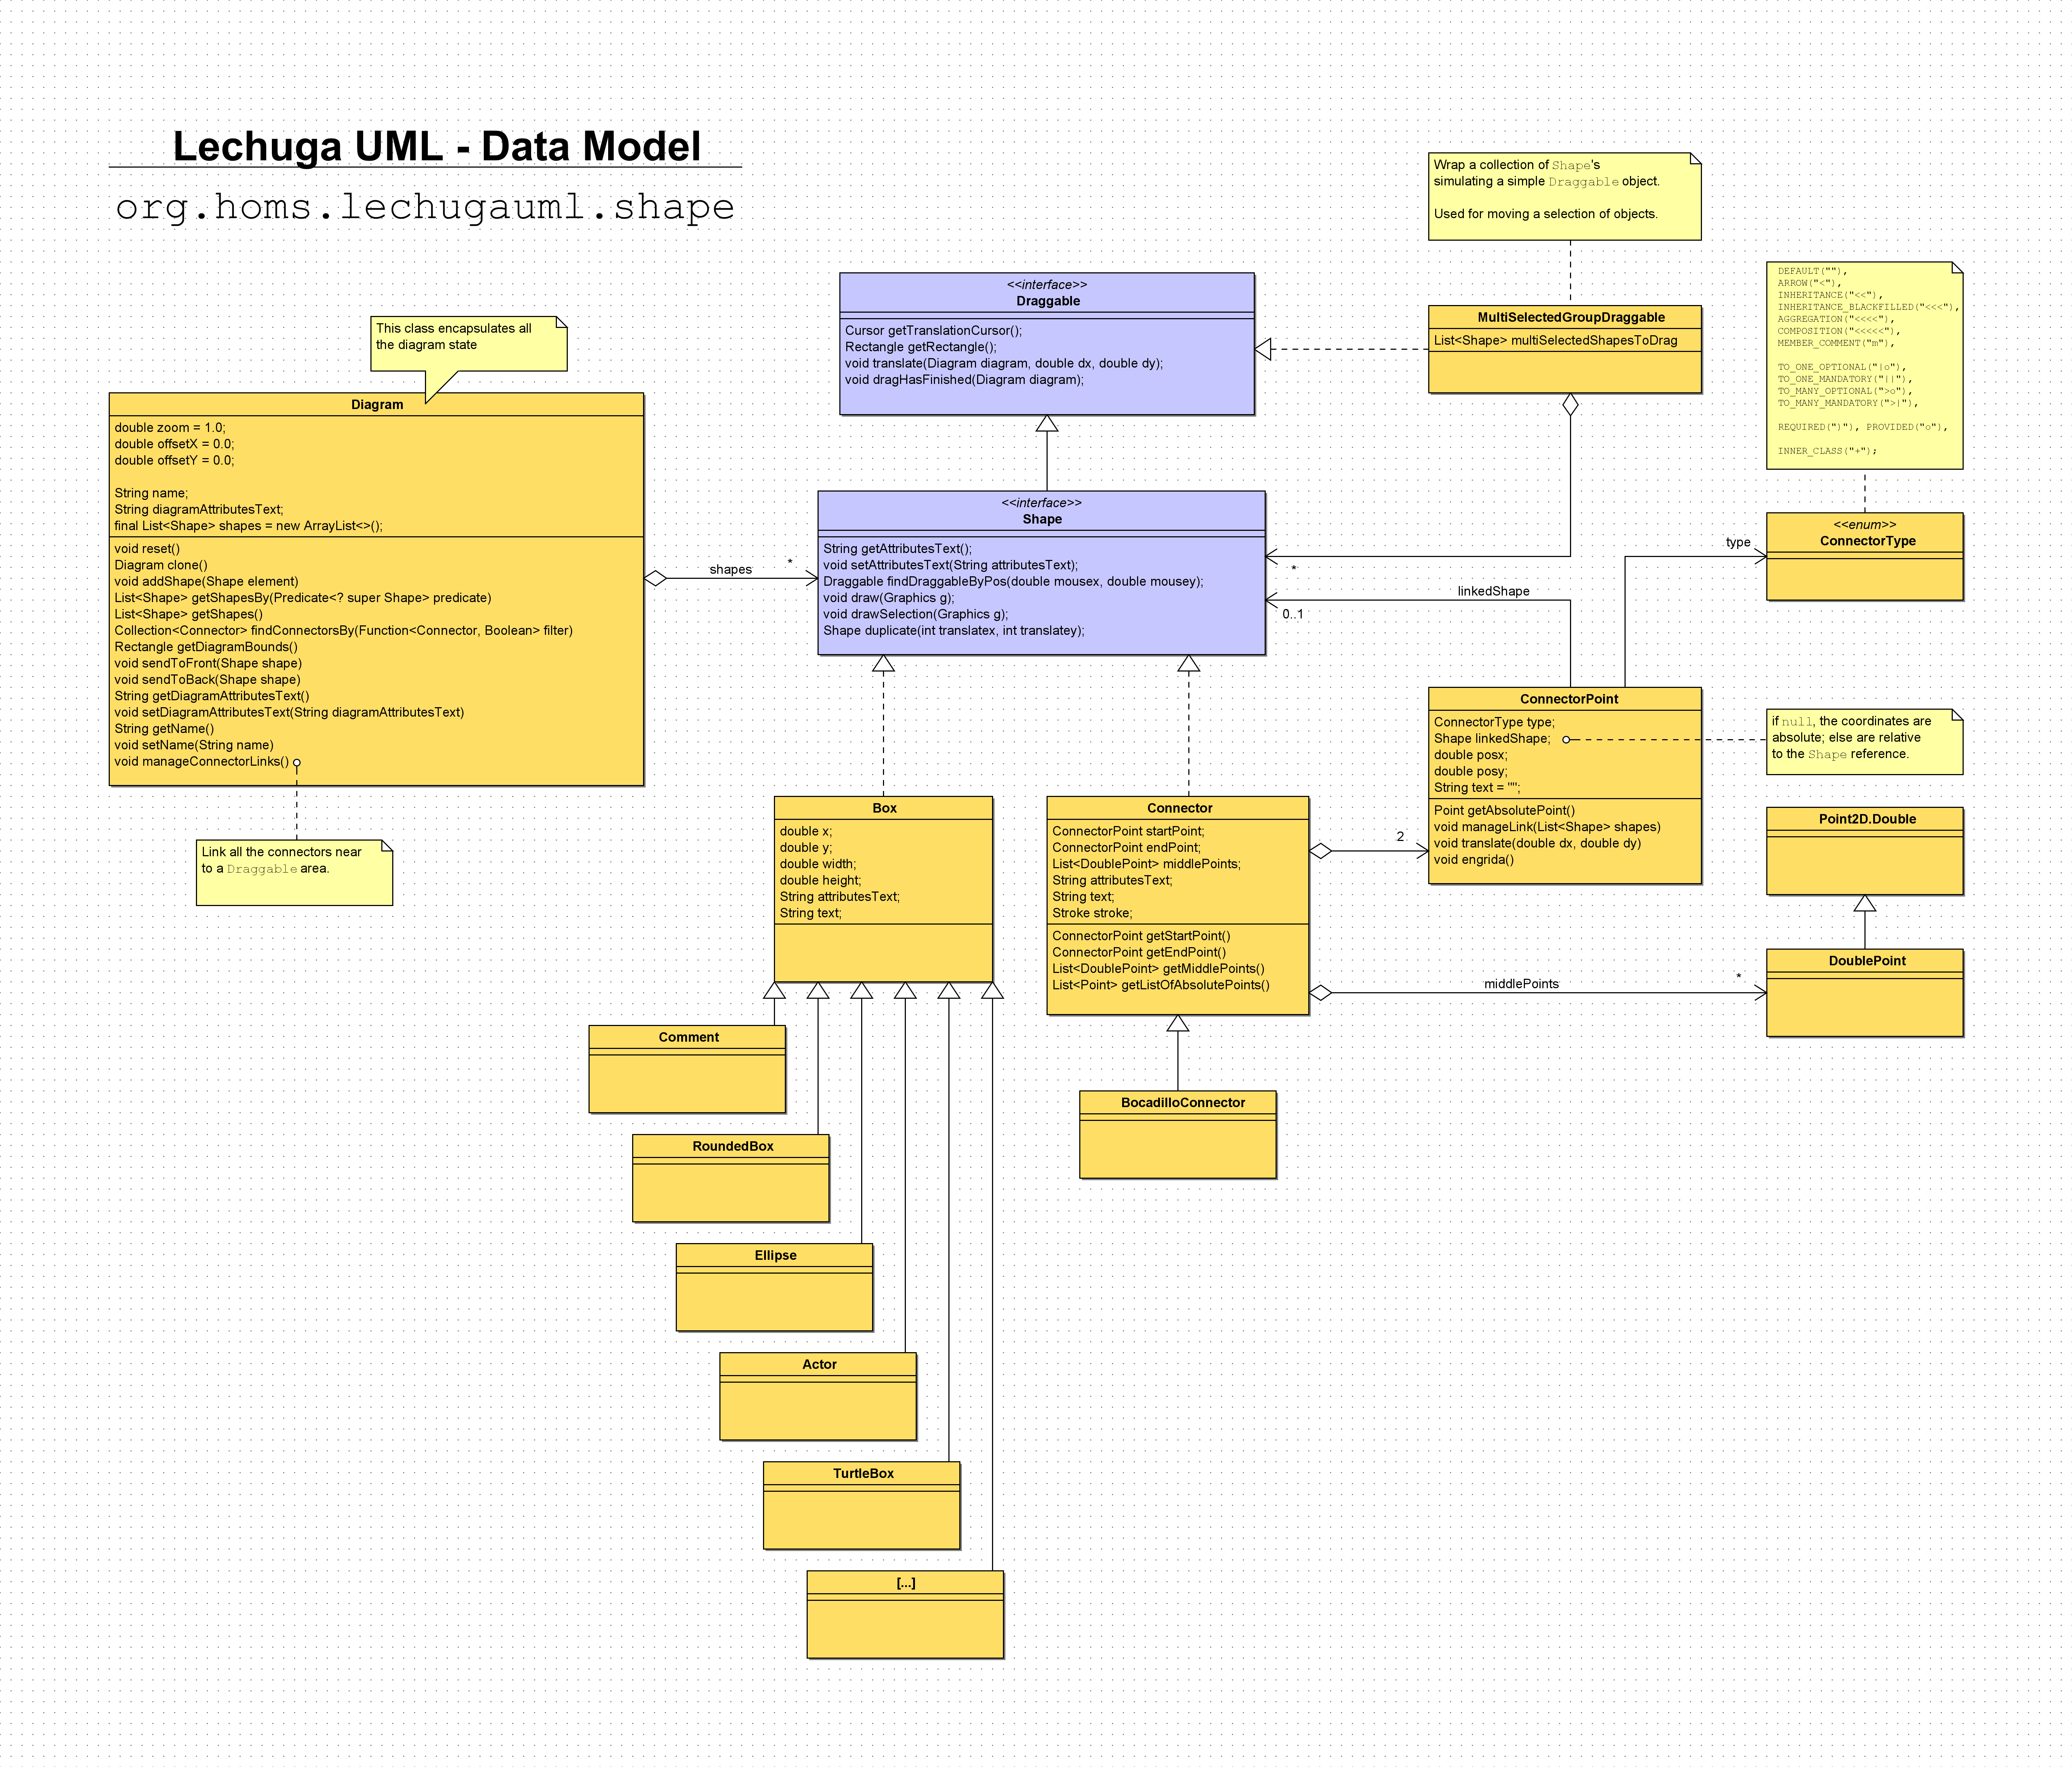 Lechuga UML - Data Model
org.homs.lechugauml.shape
Wrap a collection of Shape's
simulating a simple Draggable object.
Used for moving a selection of objects.
<<interface>>
Draggable
Cursor getTranslationCursor();
Rectangle getRectangle();
void translate(Diagram diagram, double dx, double dy);
void dragHasFinished(Diagram diagram);
MultiSelectedGroupDraggable
List<Shape> multiSelectedShapesToDrag
DEFAULT(""),
ARROW("<"),
INHERITANCE("<<"),
INHERITANCE_BLACKFILLED("<<<"),
AGGREGATION("<<<<"),
COMPOSITION("<<<<<"),
MEMBER_COMMENT("m"),
TO_ONE_OPTIONAL("|o"),
TO_ONE_MANDATORY("||"),
TO_MANY_OPTIONAL(">o"),
TO_MANY_MANDATORY(">|"),
REQUIRED(")"), PROVIDED("o"),
INNER_CLASS("+");
This class encapsulates all
the diagram state
Diagram
double zoom = 1.0;
double offsetX = 0.0;
double offsetY = 0.0;
String name;
String diagramAttributesText;
final List<Shape> shapes = new ArrayList<>();
void reset()
Diagram clone()
void addShape(Shape element)
List<Shape> getShapesBy(Predicate<? super Shape> predicate)
List<Shape> getShapes()
Collection<Connector> findConnectorsBy(Function<Connector, Boolean> filter)
Rectangle getDiagramBounds()
void sendToFront(Shape shape)
void sendToBack(Shape shape)
String getDiagramAttributesText()
void setDiagramAttributesText(String diagramAttributesText)
String getName()
void setName(String name)
void manageConnectorLinks()
shapes
*
<<interface>>
Shape
String getAttributesText();
void setAttributesText(String attributesText);
Draggable findDraggableByPos(double mousex, double mousey);
void draw(Graphics g);
void drawSelection(Graphics g);
Shape duplicate(int translatex, int translatey);
*
linkedShape
0..1
type
<<enum>>
ConnectorType
ConnectorPoint
ConnectorType type;
Shape linkedShape;
double posx;
double posy;
String text = "";
Point getAbsolutePoint()
void manageLink(List<Shape> shapes)
void translate(double dx, double dy)
void engrida()
if null, the coordinates are
absolute; else are relative
to the Shape reference.
Link all the connectors near
to a Draggable area.
Box
double x;
double y;
double width;
double height;
String attributesText;
String text;
Connector
ConnectorPoint startPoint;
ConnectorPoint endPoint;
List<DoublePoint> middlePoints;
String attributesText;
String text;
Stroke stroke;
ConnectorPoint getStartPoint()
ConnectorPoint getEndPoint()
List<DoublePoint> getMiddlePoints()
List<Point> getListOfAbsolutePoints()
2
Point2D.Double
middlePoints
*
DoublePoint
Comment
BocadilloConnector
RoundedBox
Ellipse
Actor
TurtleBox
[...]